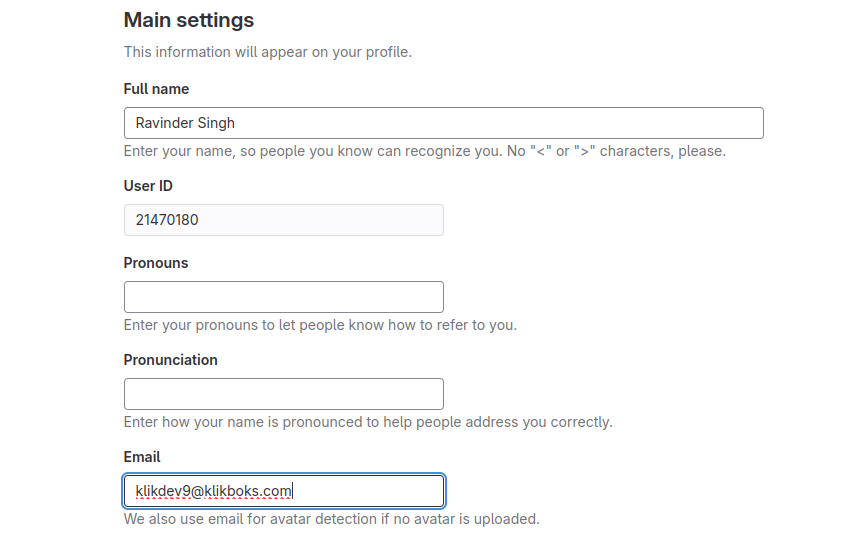 Main settings
This information will appear on your profile.
Full name
Ravinder Singh
Enter your name, so people you know can recognize you. No "<" or ">" characters, please.
User ID
21470180
Pronouns
Enter your pronouns to let people know how to refer to you.
Pronunciation
Enter how your name is pronounced to help people address you correctly.
Email
klikdev9@klikboks.com
We also use email for avatar detection if no avatar is uploaded.